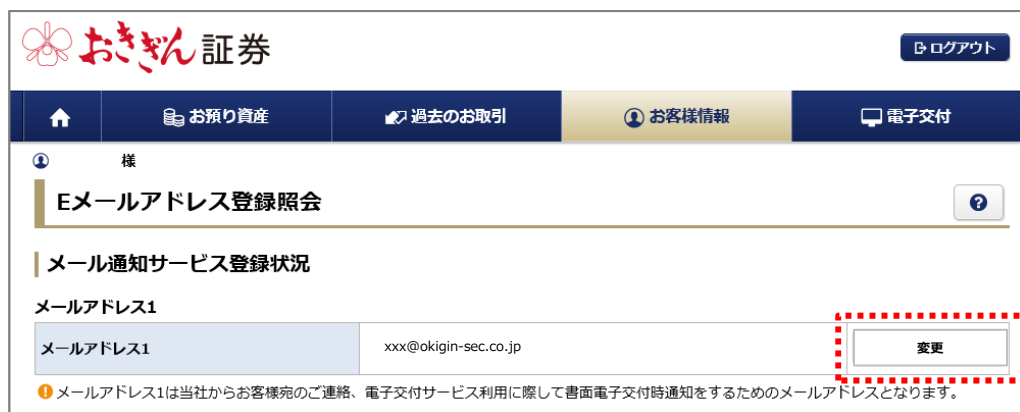 おきぎん証券
ログアウト
お預り資産 過去のお取引 お客様情報 電子交付
様
Eメールアドレス登録照会
メール通知サービス登録状況
メールアドレス1
メールアドレス1 xxx@okigin-sec.co.jp 変更
メールアドレス1は当社からお客様宛のご連絡、電子交付サービス利用に際して書面電子交付時通知をするためのメールアドレスとなります。